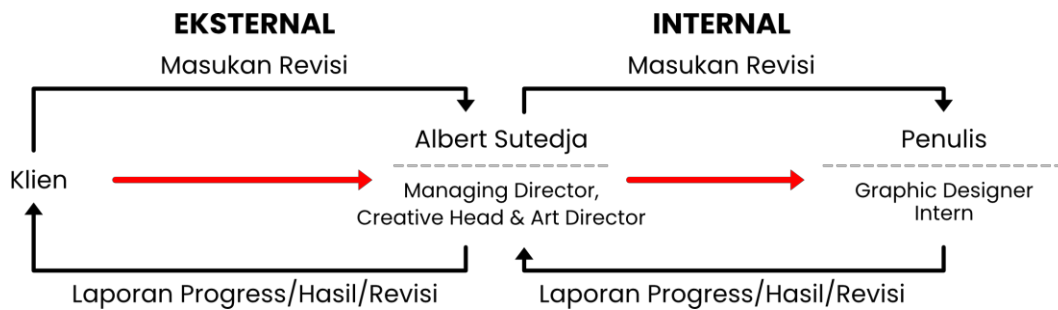 EKSTERNAL
INTERNAL
Masukan Revisi
Masukan Revisi
Klien
Albert Sutedja
Managing Director,
Creative Head & Art Director
Penulis
Graphic Designer
Intern
Laporan Progress/Hasil/Revisi
Laporan Progress/Hasil/Revisi